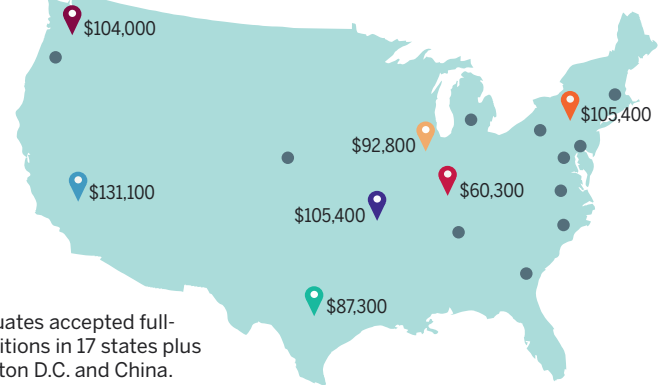 $104,000
$105,400
$92,800
$131,100
$60,300
$105,400
$87,300
uates accepted full-
itions in 17 states plus
ton D.C. and China.